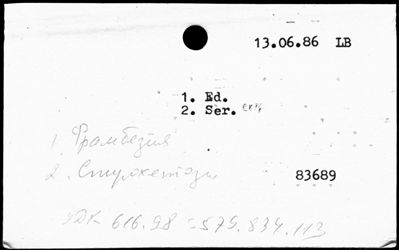 13.06.86 LB
1. Ed.
2. Ser.
1. Фрамбезия
2. Спирохетозы
83689
УДК 616.98:579.834.113